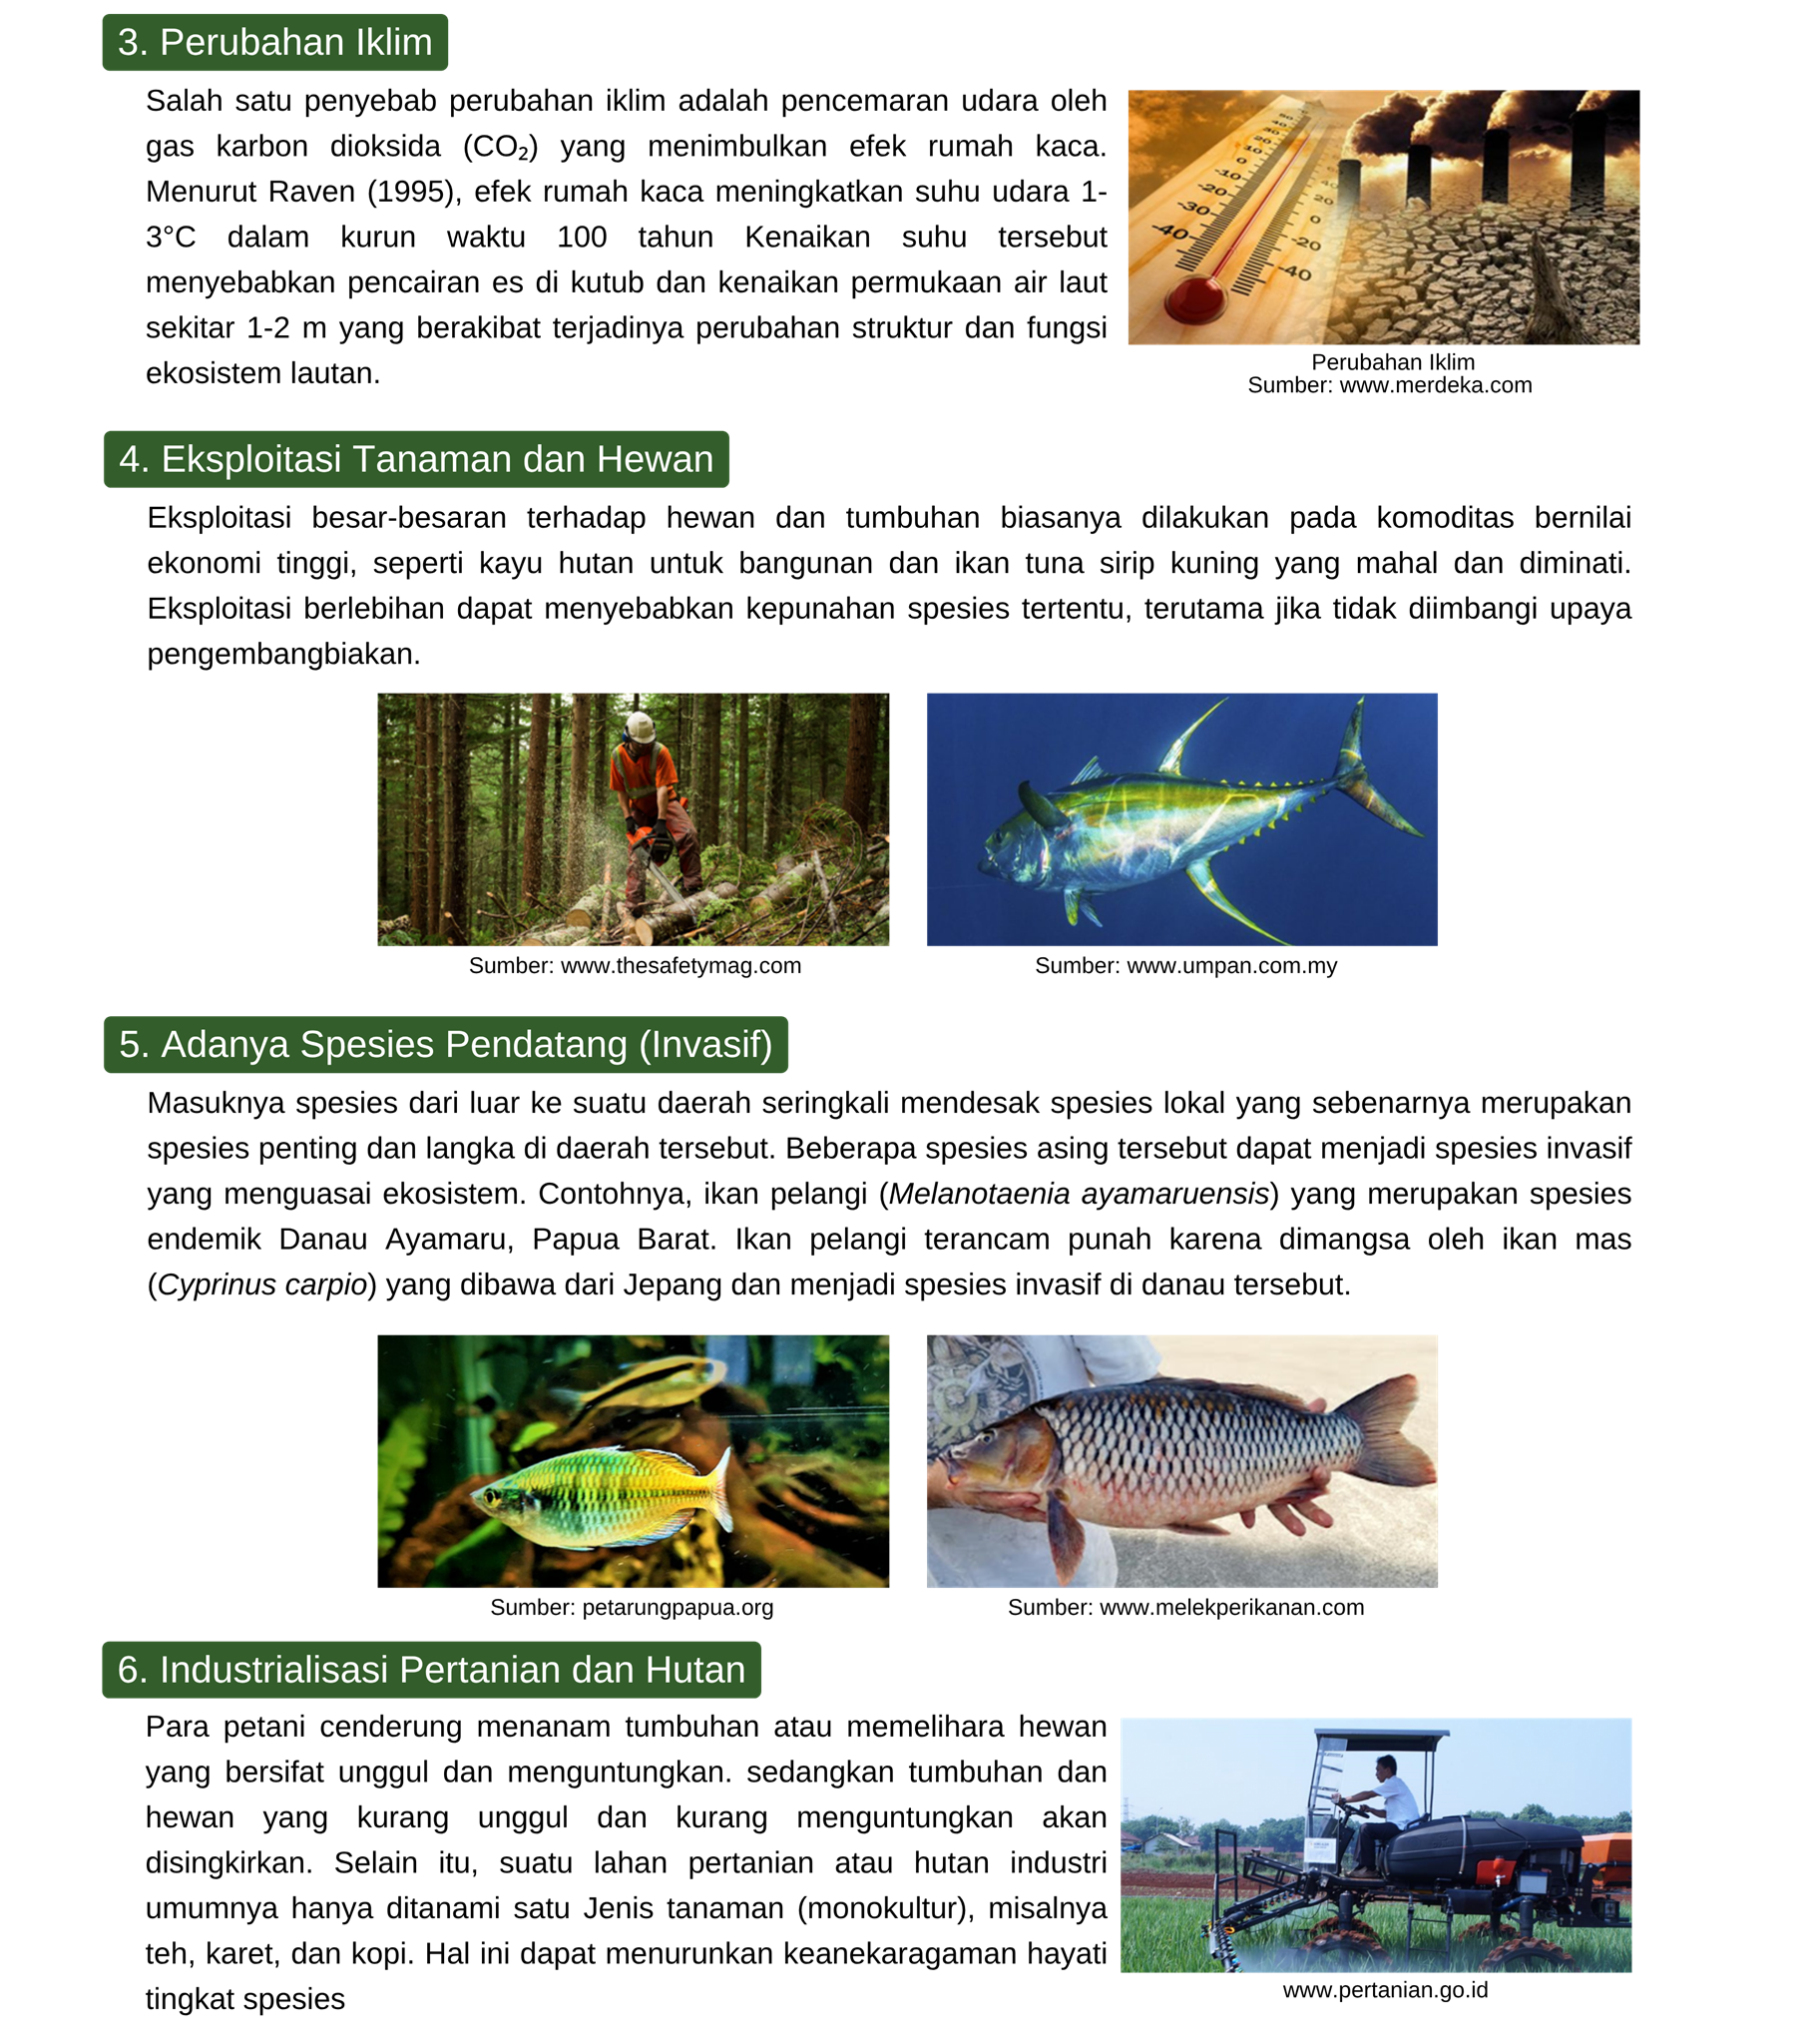 3. Perubahan Iklim
Salah satu penyebab perubahan iklim adalah pencemaran udara oleh
gas karbon dioksida (CO₂) yang menimbulkan efek rumah kaca.
Menurut Raven (1995), efek rumah kaca meningkatkan suhu udara 1-
3°C dalam kurun waktu 100 tahun Kenaikan suhu tersebut
menyebabkan pencairan es di kutub dan kenaikan permukaan air laut
sekitar 1-2 m yang berakibat terjadinya perubahan struktur dan fungsi
ekosistem lautan.
Perubahan Iklim
Sumber: www.merdeka.com
4. Eksploitasi Tanaman dan Hewan
Eksploitasi besar-besaran terhadap hewan dan tumbuhan biasanya dilakukan pada komoditas bernilai
ekonomi tinggi, seperti kayu hutan untuk bangunan dan ikan tuna sirip kuning yang mahal dan diminati.
Eksploitasi berlebihan dapat menyebabkan kepunahan spesies tertentu, terutama jika tidak diimbangi upaya
pengembangbiakan.
Sumber: www.thesafetymag.com
Sumber: www.umpan.com.my
5. Adanya Spesies Pendatang (Invasif)
Masuknya spesies dari luar ke suatu daerah seringkali mendesak spesies lokal yang sebenarnya merupakan
spesies penting dan langka di daerah tersebut. Beberapa spesies asing tersebut dapat menjadi spesies invasif
yang menguasai ekosistem. Contohnya, ikan pelangi (Melanotaenia ayamaruensis) yang merupakan spesies
endemik Danau Ayamaru, Papua Barat. Ikan pelangi terancam punah karena dimangsa oleh ikan mas
(Cyprinus carpio) yang dibawa dari Jepang dan menjadi spesies invasif di danau tersebut.
Sumber: petarungpapua.org
Sumber: www.melekperikanan.com
6. Industrialisasi Pertanian dan Hutan
Para petani cenderung menanam tumbuhan atau memelihara hewan
yang bersifat unggul dan menguntungkan. sedangkan tumbuhan dan
hewan yang kurang unggul dan kurang menguntungkan akan
disingkirkan. Selain itu, suatu lahan pertanian atau hutan industri
umumnya hanya ditanami satu Jenis tanaman (monokultur), misalnya
teh, karet, dan kopi. Hal ini dapat menurunkan keanekaragaman hayati
tingkat spesies
www.pertanian.go.id